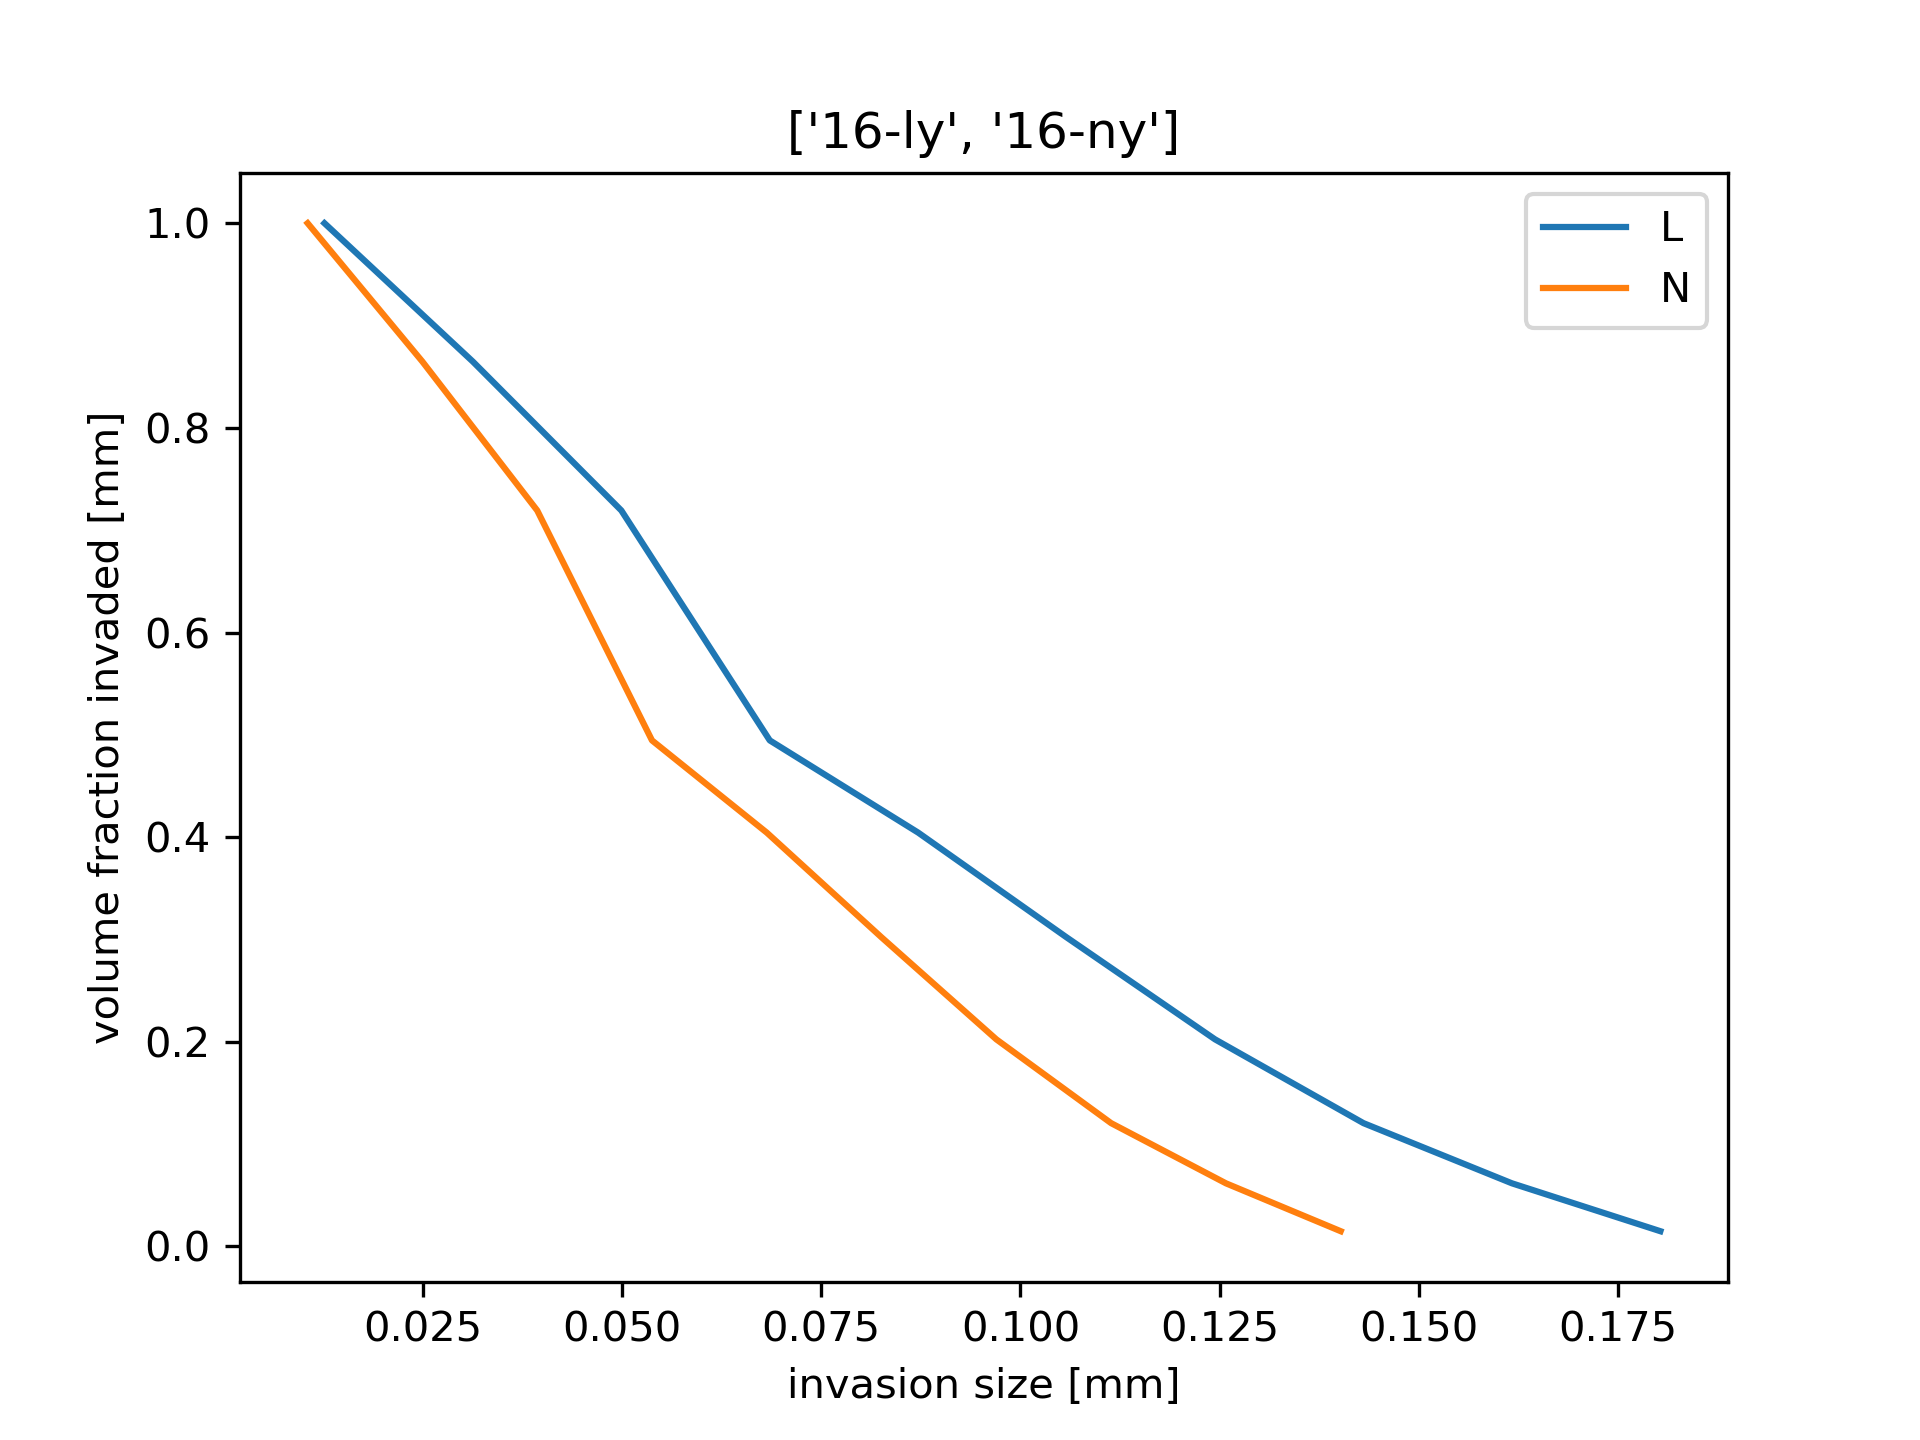 ['16-ly', '16-ny']
L
N
1.0
0.8
0.6
0.4
0.2
0.0
volume fraction invaded [mm]
0.025 0.050 0.075 0.100 0.125 0.150 0.175
invasion size [mm]